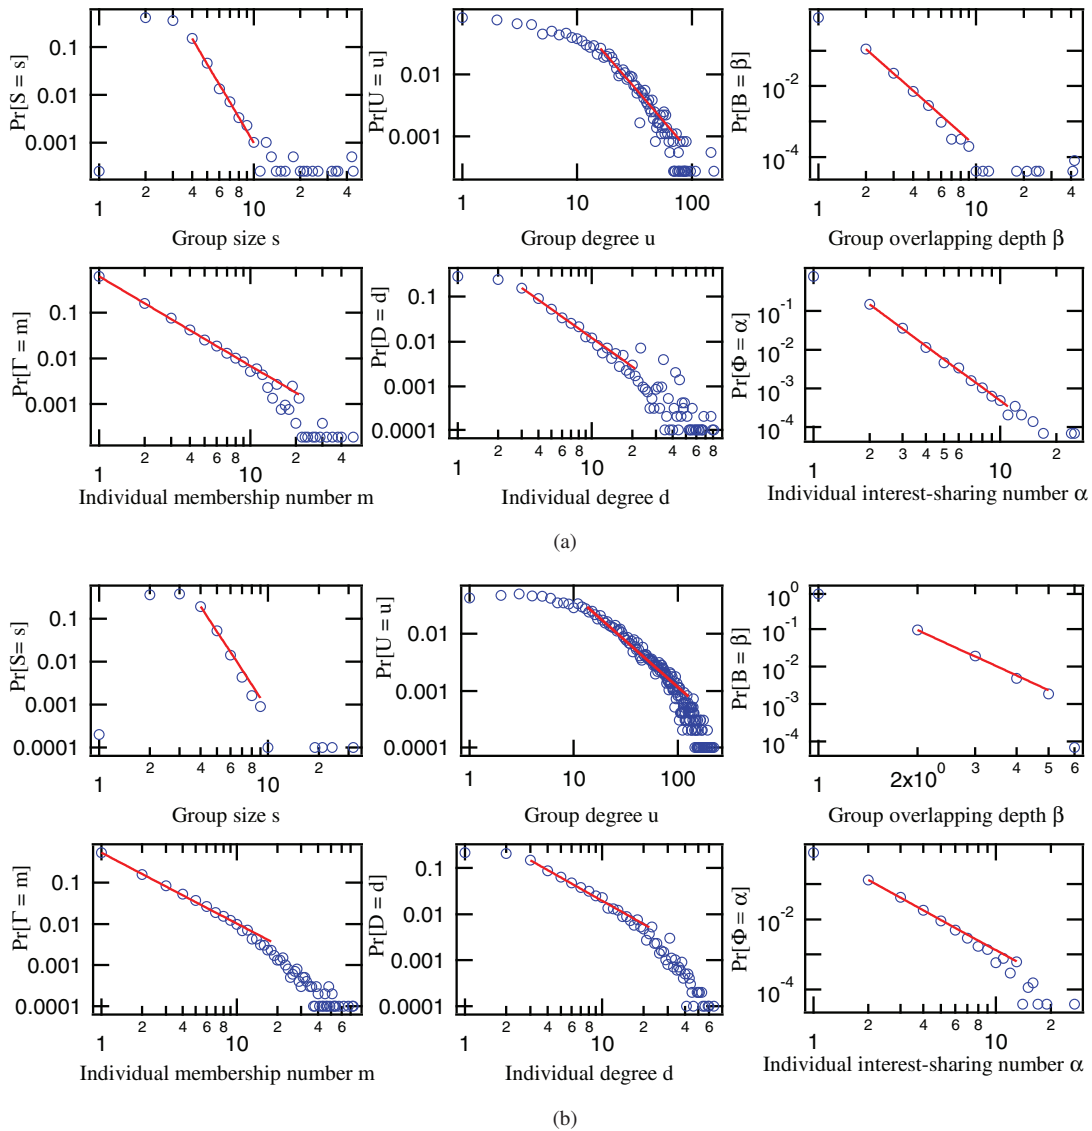 Pr[S = s]
0.1
0.01
0.001
4 6 8 2 4
2
1 10
Group size s
Pr[U = u]
0.01
0.001
1 10 100
Group degree u
Pr[B = β]
10-2
10-4
2 4 6 8 2 4
1 10
Group overlapping depth β
Pr[Γ = m]
0.1
0.01
0.001
2 4 6 8 2 4
1 10
Individual membership number m
Pr[D = d]
0.1
0.01
0.001
0.0001
2 4 6 8 2 4 6 8
1 10
Individual degree d
Pr[Φ = α]
10-1
10-2
10-3
10-4
2 3 4 5 6 2
1 10
Individual interest-sharing number α
(a)
Pr[S= s]
0.1
0.01
0.001
0.0001
2 4 6 8 2
1 10
Group size s
Pr[U = u]
0.01
0.001
0.0001
1 10 100
Group degree u
Pr[B = β]
100
10-1
10-2
10-3
10-4
3 4 5 6
1 2x100
Group overlapping depth β
Pr[Γ = m]
0.1
0.01
0.001
0.0001
2 4 6 8 2 4 6
1 10
Individual membership number m
Pr[D = d]
0.1
0.01
0.001
0.0001
2 4 6 8 2 4 6
1 10
Individual degree d
Pr[Φ = α]
10-2
10-4
2 4 6 8 2
1 10
Individual interest-sharing number α
(b)